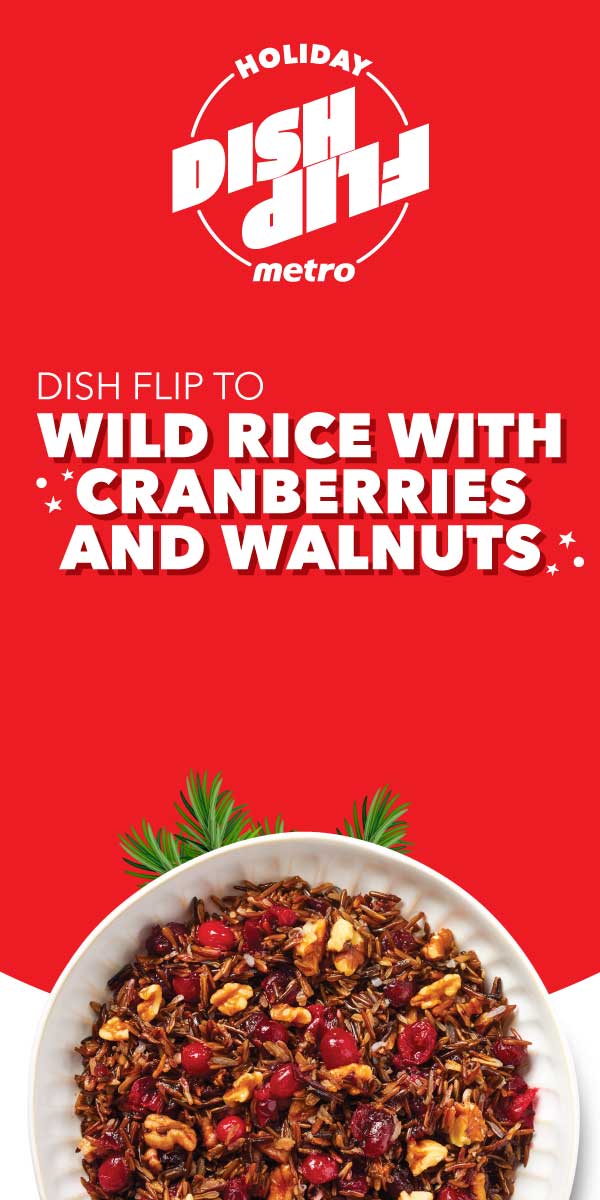 HOLIDAY
DISH
FLIP
metro
DISH FLIP TO
WILD RICE WITH
CRANBERRIES
AND WALNUTS